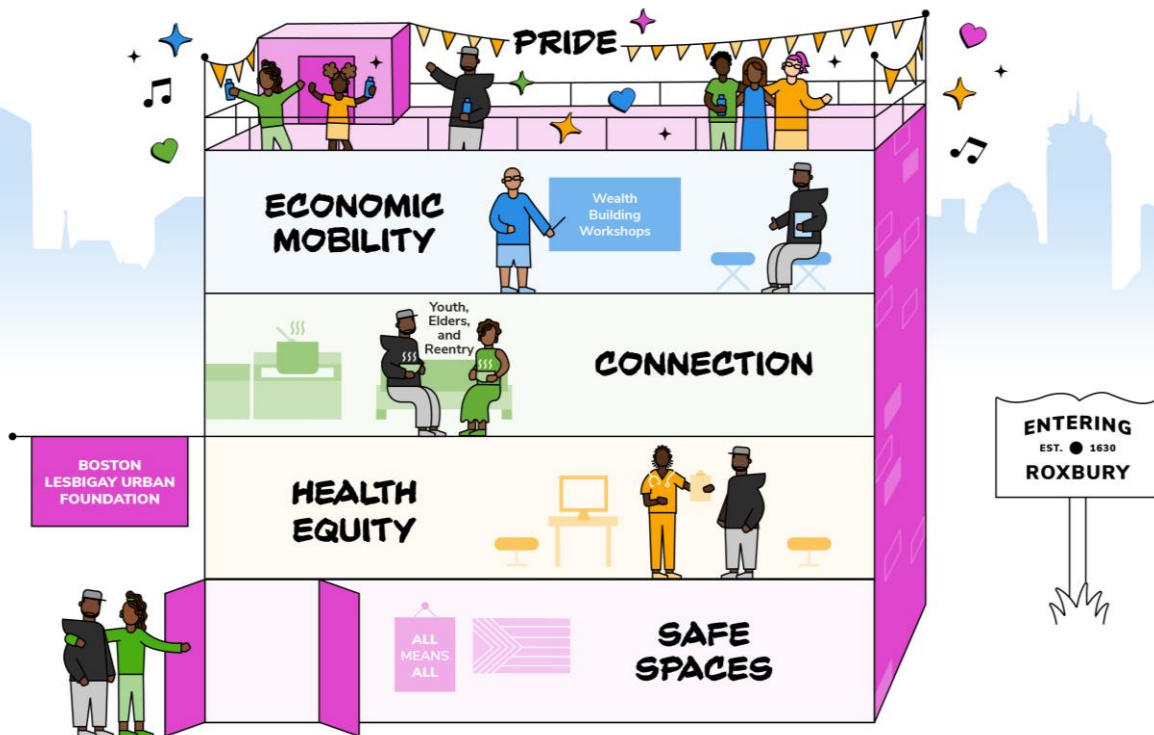 PRIDE
ECONOMIC
MOBILITY
Wealth
Building
Workshops
Youth,
Elders,
and
Reentry
CONNECTION
BOSTON
LESBIGAY URBAN
FOUNDATION
HEALTH
EQUITY
ENTERING
EST. ● 1630
ROXBURY
ALL
MEANS
ALL
SAFE
SPACES